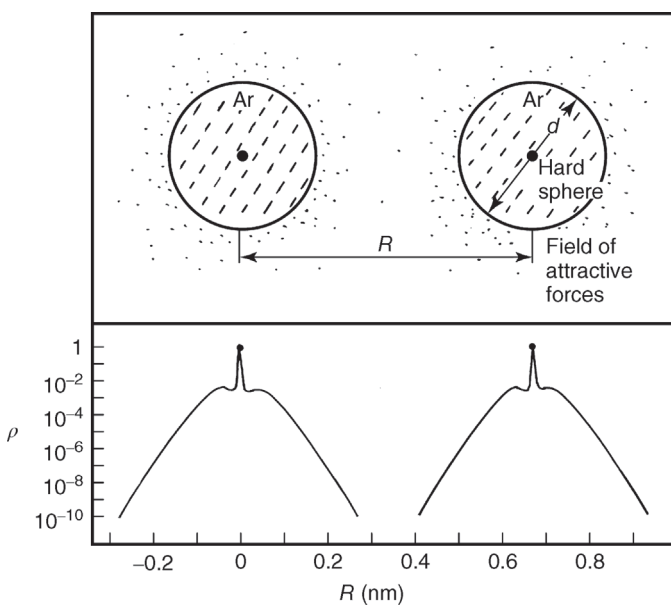 Ar
Ar
d
Hard
sphere
R
Field of
attractive
forces
1
10⁻²
10⁻⁴
10⁻⁶
10⁻⁸
10⁻¹⁰
ρ
−0.2 0 0.2 0.4 0.6 0.8
R (nm)